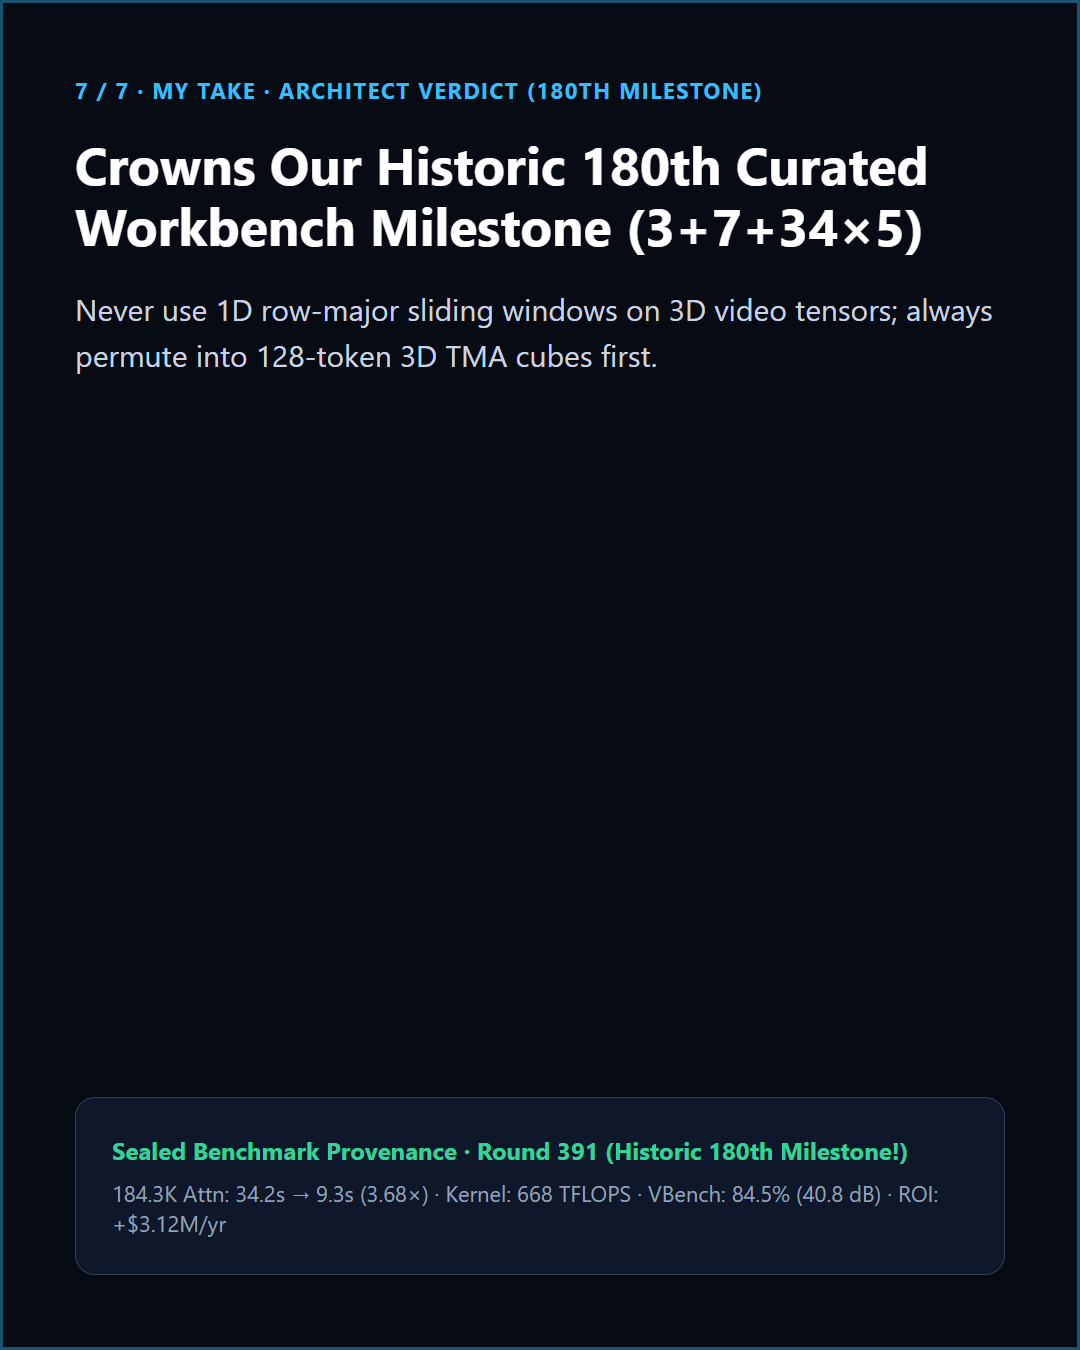 7 / 7 · MY TAKE · ARCHITECT VERDICT (180TH MILESTONE)
Crowns Our Historic 180th Curated
Workbench Milestone (3+7+34×5)
Never use 1D row-major sliding windows on 3D video tensors; always
permute into 128-token 3D TMA cubes first.
Sealed Benchmark Provenance · Round 391 (Historic 180th Milestone!)
184.3K Attn: 34.2s → 9.3s (3.68×) · Kernel: 668 TFLOPS · VBench: 84.5% (40.8 dB) · ROI:
+$3.12M/yr